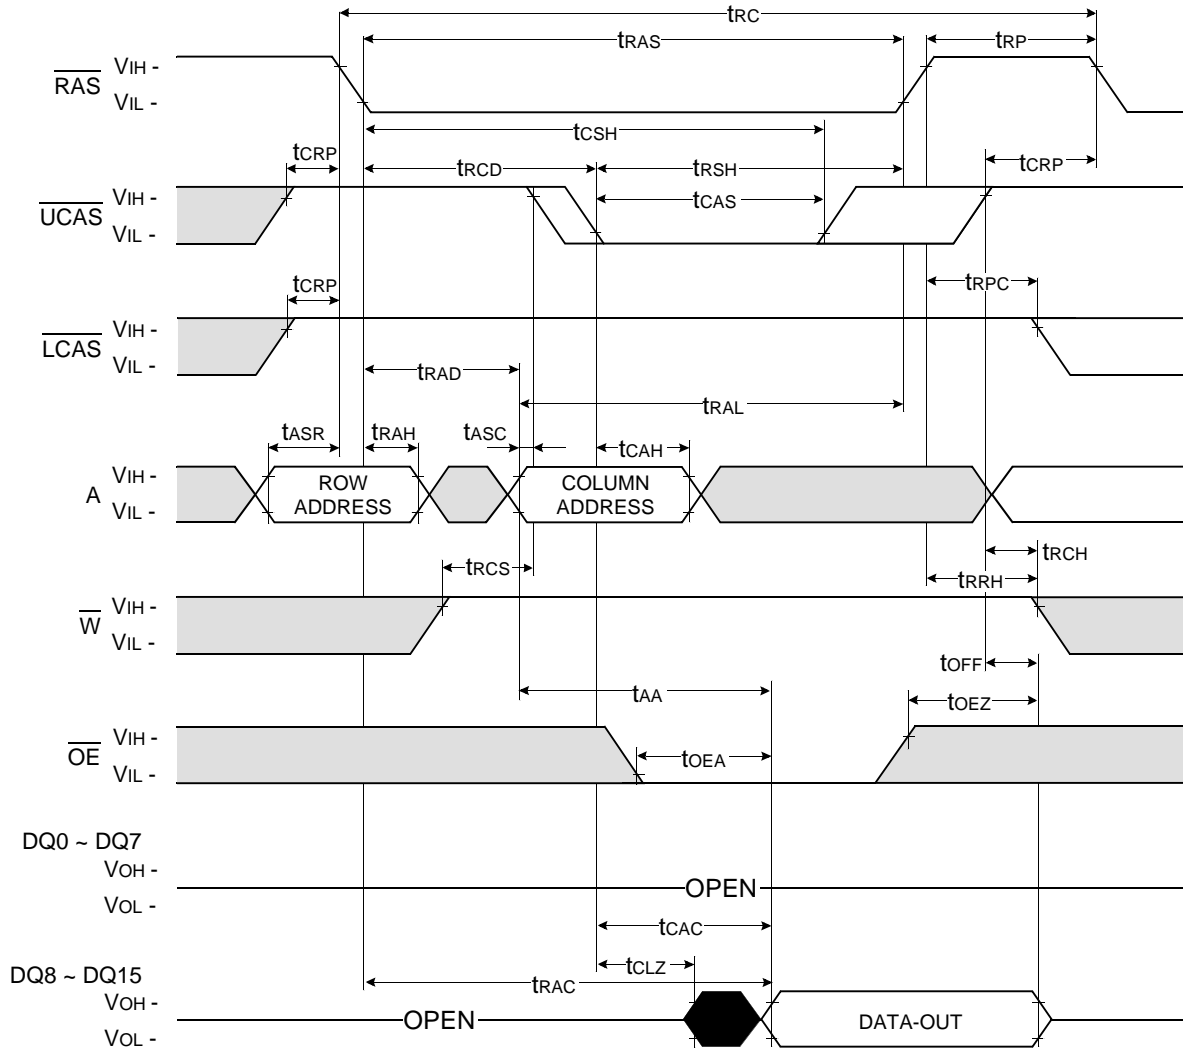 tRC
tRAS
tRP
RAS
VIH -
VIL -
tCSH
tCRP
tRCD
tRSH
tCRP
UCAS
VIH -
VIL -
tCAS
tCRP
tRPC
LCAS
VIH -
VIL -
tRAD
tRAL
tASR
tRAH
tASC
tCAH
A
VIH -
VIL -
ROW
ADDRESS
COLUMN
ADDRESS
tRCS
tRCH
tRRH
W
VIH -
VIL -
tOFF
tAA
tOEZ
OE
VIH -
VIL -
tOEA
DQ0 ~ DQ7
VOH -
VOL -
OPEN
tCAC
tCLZ
DQ8 ~ DQ15
tRAC
VOH -
VOL -
OPEN
DATA-OUT